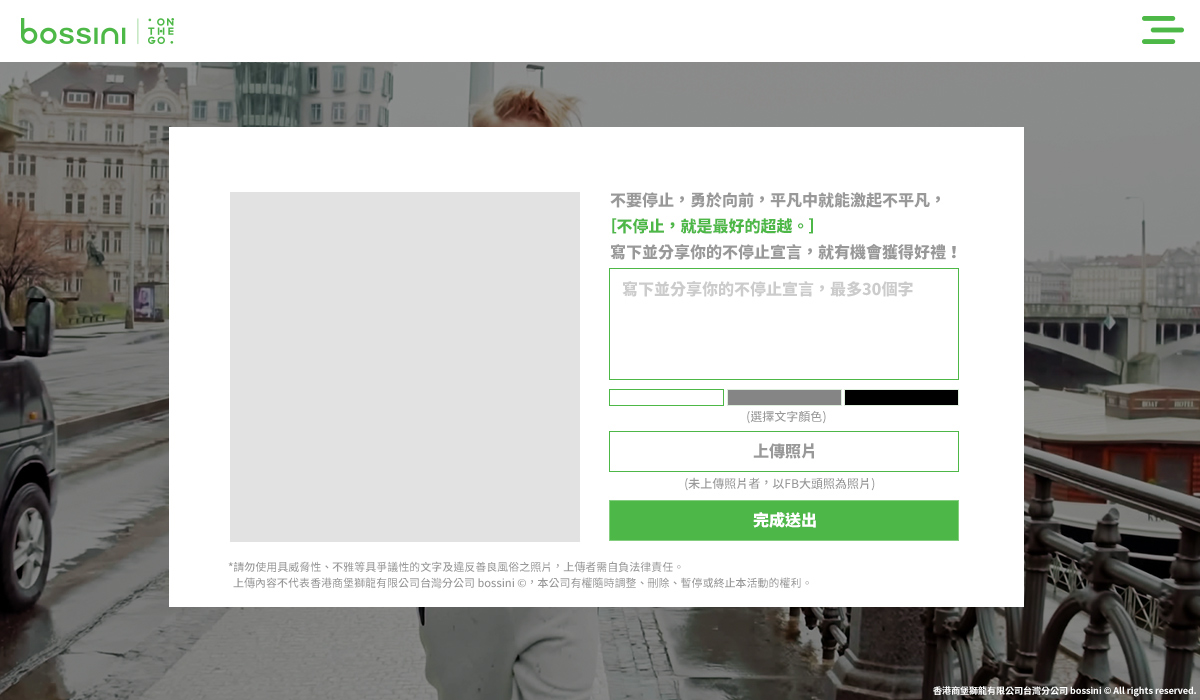 bossini
ON
THE
GO
不要停止，勇於向前，平凡中就能激起不平凡，
[不停止，就是最好的超越。]
寫下並分享你的不停止宣言，就有機會獲得好禮！
寫下並分享你的不停止宣言，最多30個字
(選擇文字顏色)
上傳照片
(未上傳照片者，以FB大頭照為照片)
完成送出
*請勿使用具威脅性、不雅等具爭議性的文字及違反善良風俗之照片，上傳者需自負法律責任。
上傳內容不代表香港商堡獅龍有限公司台灣分公司 bossini ©，本公司有權隨時調整、刪除、暫停或終止本活動的權利。
BOAT HOTEL
香港商堡獅龍有限公司台灣分公司 bossini © All rights reserved.